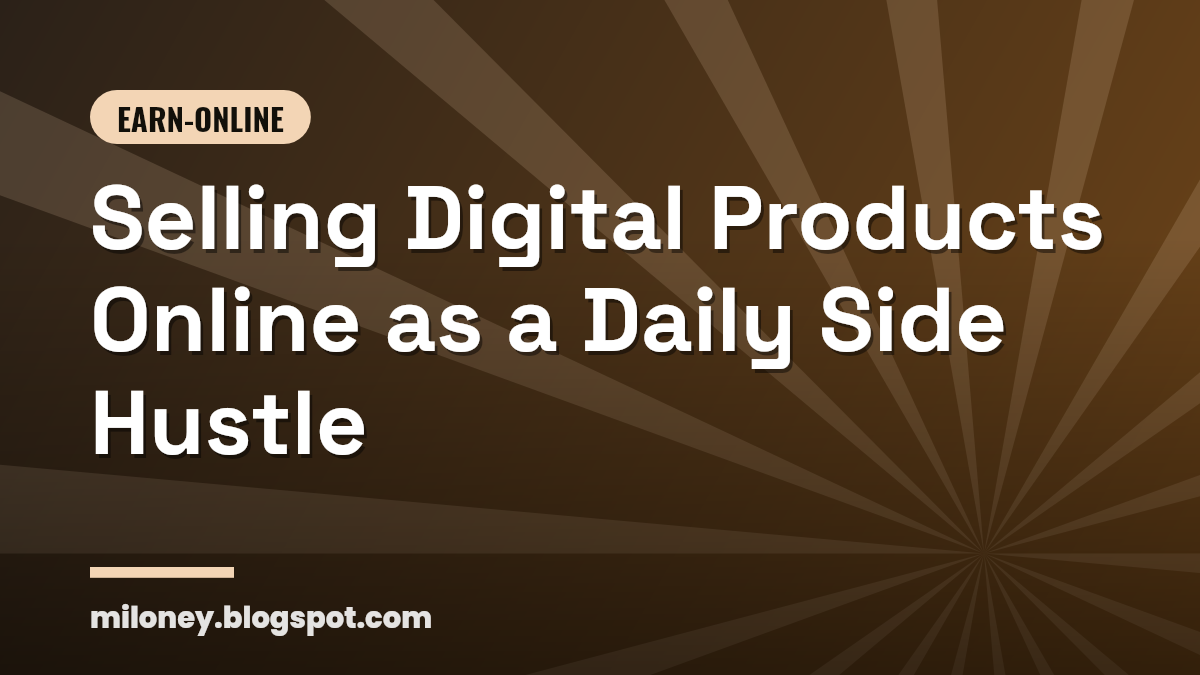 EARN-ONLINE
Selling Digital Products
Online as a Daily Side
Hustle
miloney.blogspot.com